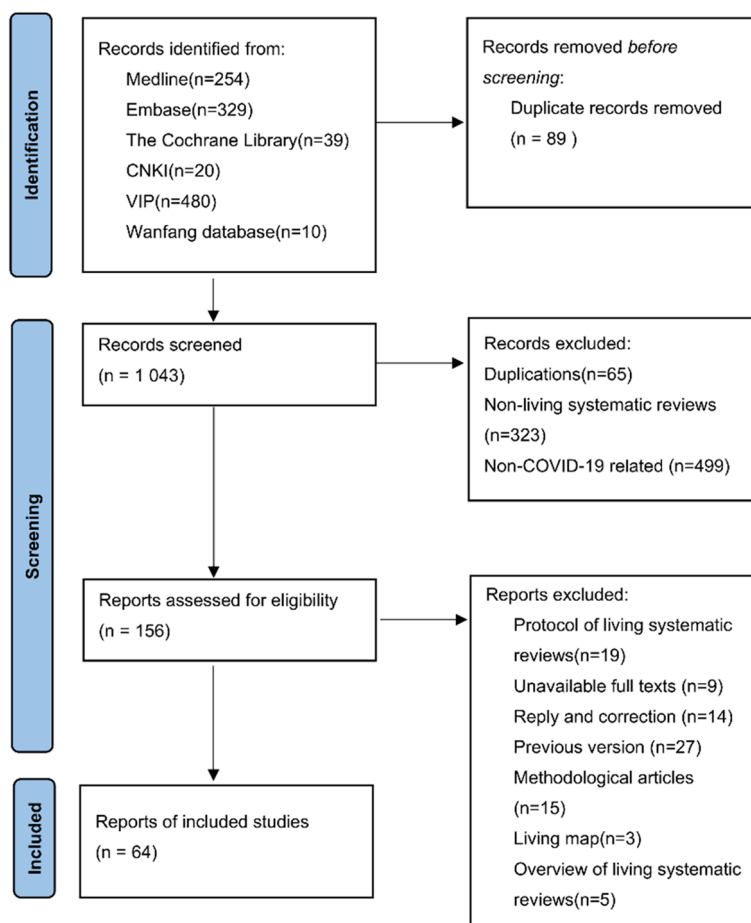 Identification
Records identified from:
Medline(n=254)
Embase(n=329)
The Cochrane Library(n=39)
CNKI(n=20)
VIP(n=480)
Wanfang database(n=10)
Records removed before
screening:
Duplicate records removed
(n = 89 )
Screening
Records screened
(n = 1 043)
Records excluded:
Duplications(n=65)
Non-living systematic reviews
(n=323)
Non-COVID-19 related (n=499)
Reports assessed for eligibility
(n = 156)
Reports excluded:
Protocol of living systematic
reviews(n=19)
Unavailable full texts (n=9)
Reply and correction (n=14)
Previous version (n=27)
Methodological articles
(n=15)
Living map(n=3)
Overview of living systematic
reviews(n=5)
Included
Reports of included studies
(n = 64)